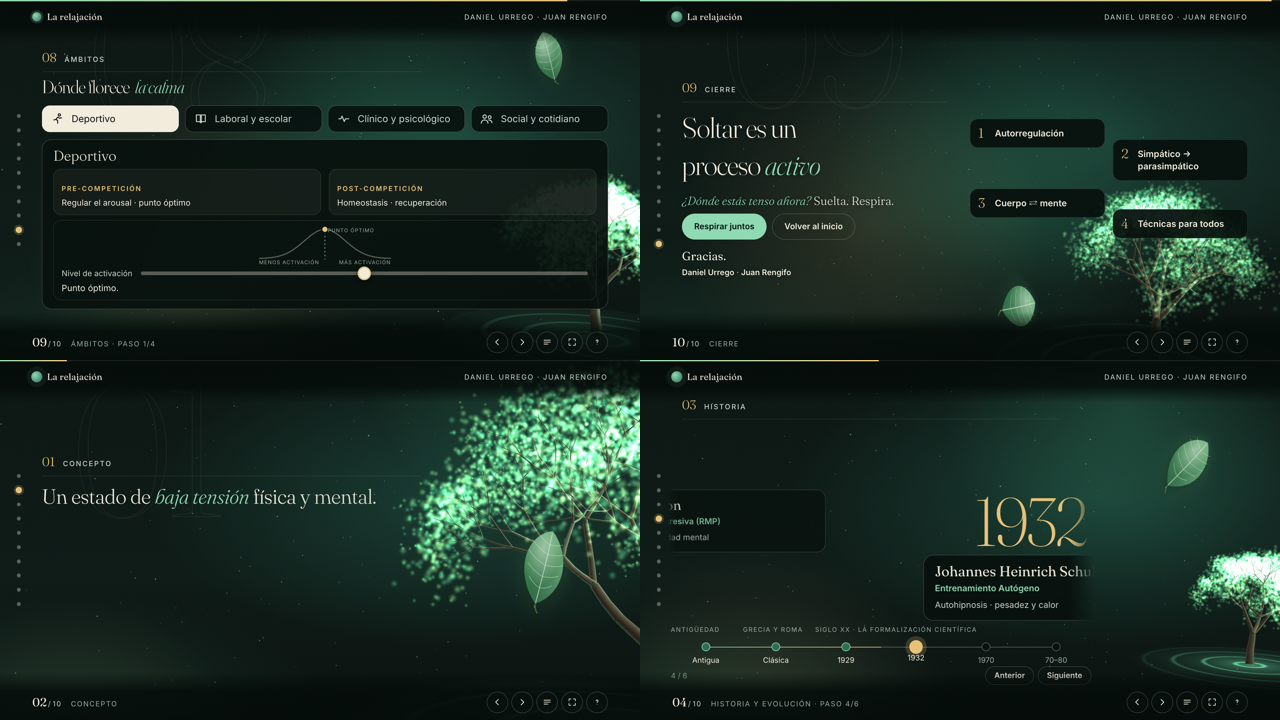 La relajación
DANIEL URREGO · JUAN RENGIFO
08 ÁMBITOS
Dónde florece la calma
Deportivo
Laboral y escolar
Clínico y psicológico
Social y cotidiano
Deportivo
PRE-COMPETICIÓN
Regular el arousal · punto óptimo
POST-COMPETICIÓN
Homeostasis · recuperación
PUNTO ÓPTIMO
MENOS ACTIVACIÓN
MÁS ACTIVACIÓN
Nivel de activación
Punto óptimo.
09/10 ÁMBITOS · PASO 1/4
?
La relajación
DANIEL URREGO · JUAN RENGIFO
09 CIERRE
Soltar es un
proceso activo
¿Dónde estás tenso ahora? Suelta. Respira.
Respirar juntos
Volver al inicio
Gracias.
Daniel Urrego · Juan Rengifo
1 Autorregulación
2 Simpático →
parasimpático
3 Cuerpo ⇄ mente
4 Técnicas para todos
10/10 CIERRE
?
La relajación
DANIEL URREGO · JUAN RENGIFO
01
01 CONCEPTO
Un estado de baja tensión física y mental.
02/10 CONCEPTO
?
La relajación
DANIEL URREGO · JUAN RENGIFO
03 HISTORIA
on
resiva (RMP)
dad mental
1932
Johannes Heinrich Schu
Entrenamiento Autógeno
Autohipnosis · pesadez y calor
ANTIGÜEDAD
GRECIA Y ROMA
SIGLO XX · LA FORMALIZACIÓN CIENTÍFICA
Antigua
Clásica
1929
1932
1970
70–80
4 / 6
Anterior
Siguiente
04/10 HISTORIA Y EVOLUCIÓN · PASO 4/6
?